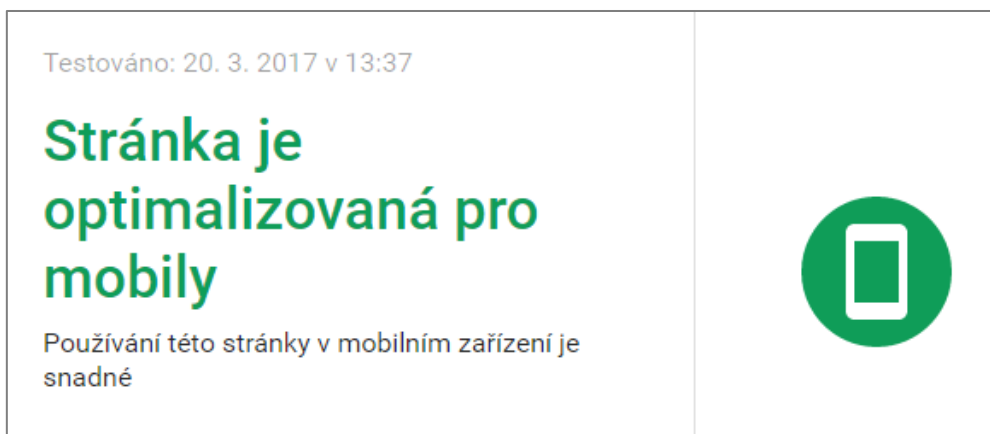 Testováno: 20. 3. 2017 v 13:37
Stránka je
optimalizovaná pro
mobily
Používání této stránky v mobilním zařízení je
snadné